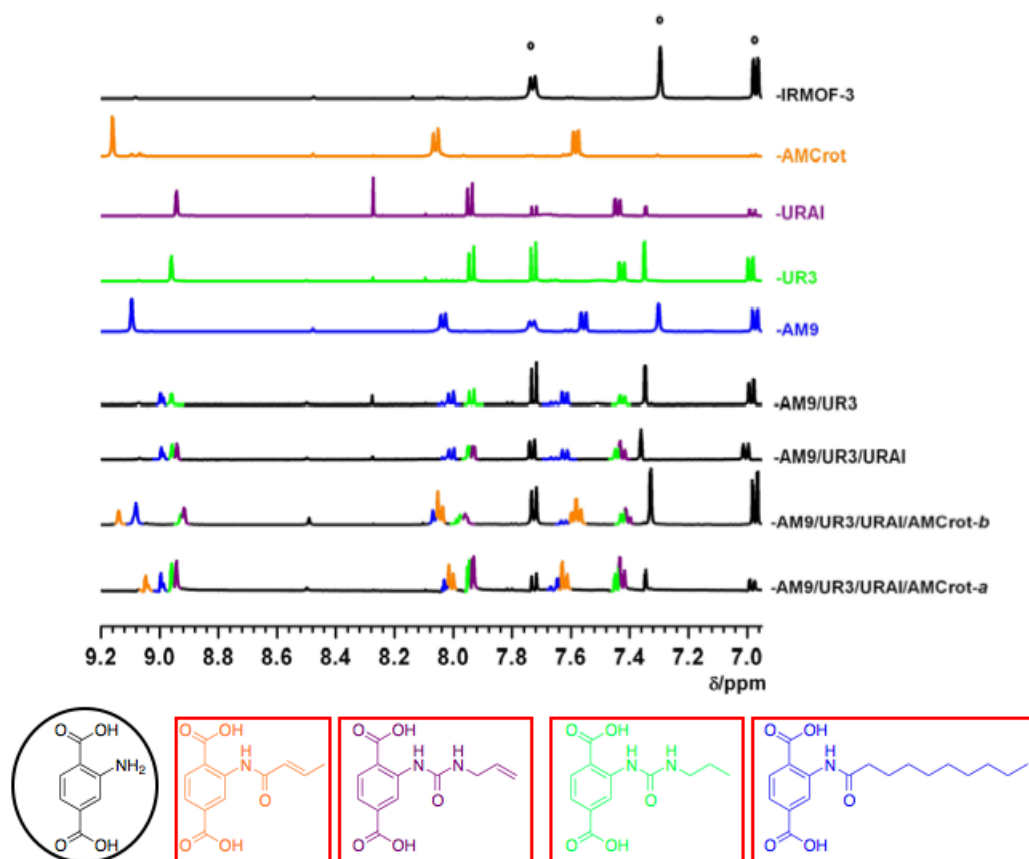 -IRMOF-3
-AMCrot
-URAl
-UR3
-AM9
-AM9/UR3
-AM9/UR3/URAl
-AM9/UR3/URAl/AMCrot-b
-AM9/UR3/URAl/AMCrot-a
9.2 9.0 8.8 8.6 8.4 8.2 8.0 7.8 7.6 7.4 7.2 7.0
δ/ppm
O OH O OH O OH O OH O OH
NH2 H N O H N H N O H N H N O H N O
O OH O OH O OH O OH O OH